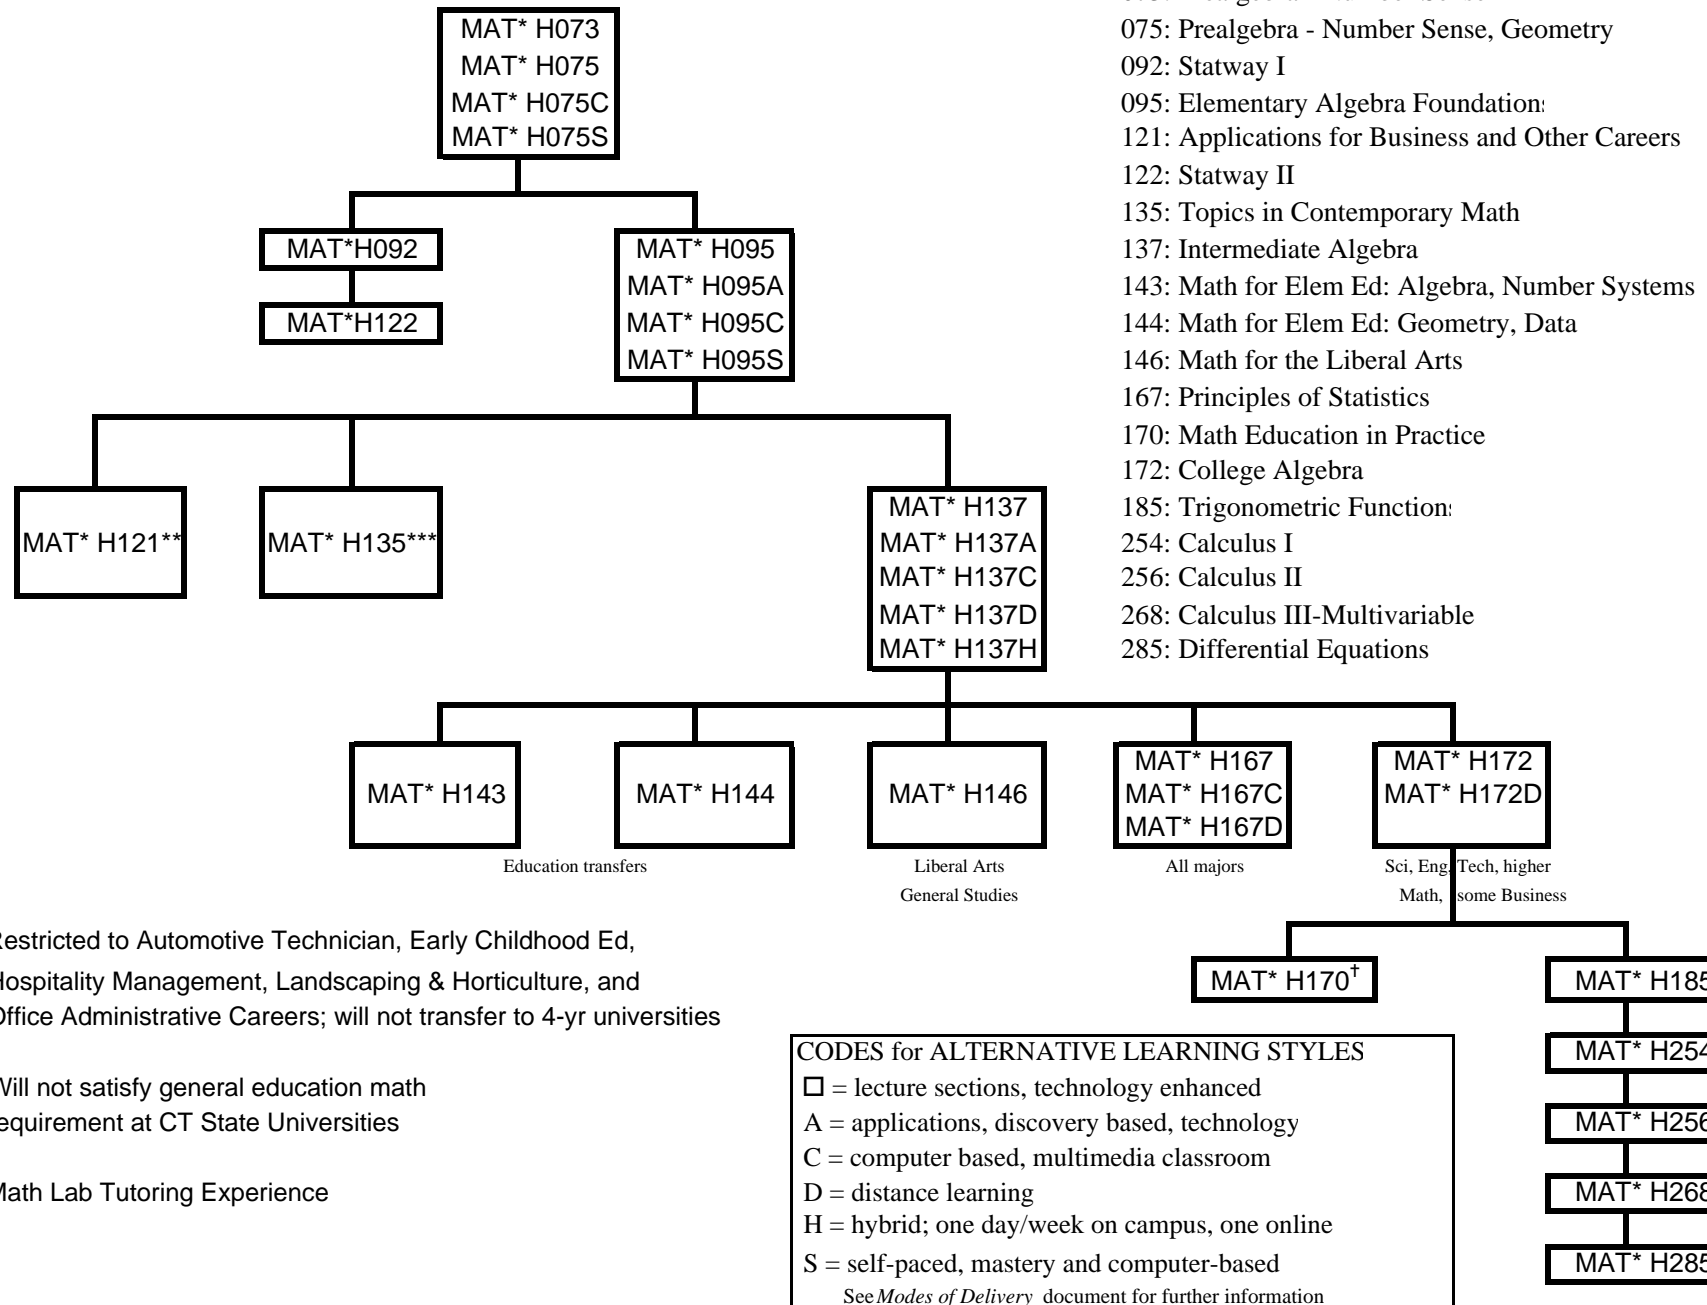 MAT* H073
MAT* H075
MAT* H075C
MAT* H075S
MAT*H092
MAT*H122
MAT* H095
MAT* H095A
MAT* H095C
MAT* H095S
MAT* H121**
MAT* H135***
MAT* H137
MAT* H137A
MAT* H137C
MAT* H137D
MAT* H137H
075: Prealgebra - Number Sense, Geometry
092: Statway I
095: Elementary Algebra Foundations
121: Applications for Business and Other Careers
122: Statway II
135: Topics in Contemporary Math
137: Intermediate Algebra
143: Math for Elem Ed: Algebra, Number Systems
144: Math for Elem Ed: Geometry, Data
146: Math for the Liberal Arts
167: Principles of Statistics
170: Math Education in Practice
172: College Algebra
185: Trigonometric Functions
254: Calculus I
256: Calculus II
268: Calculus III-Multivariable
285: Differential Equations
MAT* H143
MAT* H144
Education transfers
MAT* H146
Liberal Arts
General Studies
MAT* H167
MAT* H167C
MAT* H167D
All majors
MAT* H172
MAT* H172D
Sci, Eng, Tech, higher
Math, some Business
MAT* H170†
MAT* H185
MAT* H254
MAT* H256
MAT* H268
MAT* H285
Restricted to Automotive Technician, Early Childhood Ed,
Hospitality Management, Landscaping & Horticulture, and
Office Administrative Careers; will not transfer to 4-yr universities
Will not satisfy general education math
requirement at CT State Universities
Math Lab Tutoring Experience
CODES for ALTERNATIVE LEARNING STYLES
□ = lecture sections, technology enhanced
A = applications, discovery based, technology
C = computer based, multimedia classroom
D = distance learning
H = hybrid; one day/week on campus, one online
S = self-paced, mastery and computer-based
See Modes of Delivery document for further information